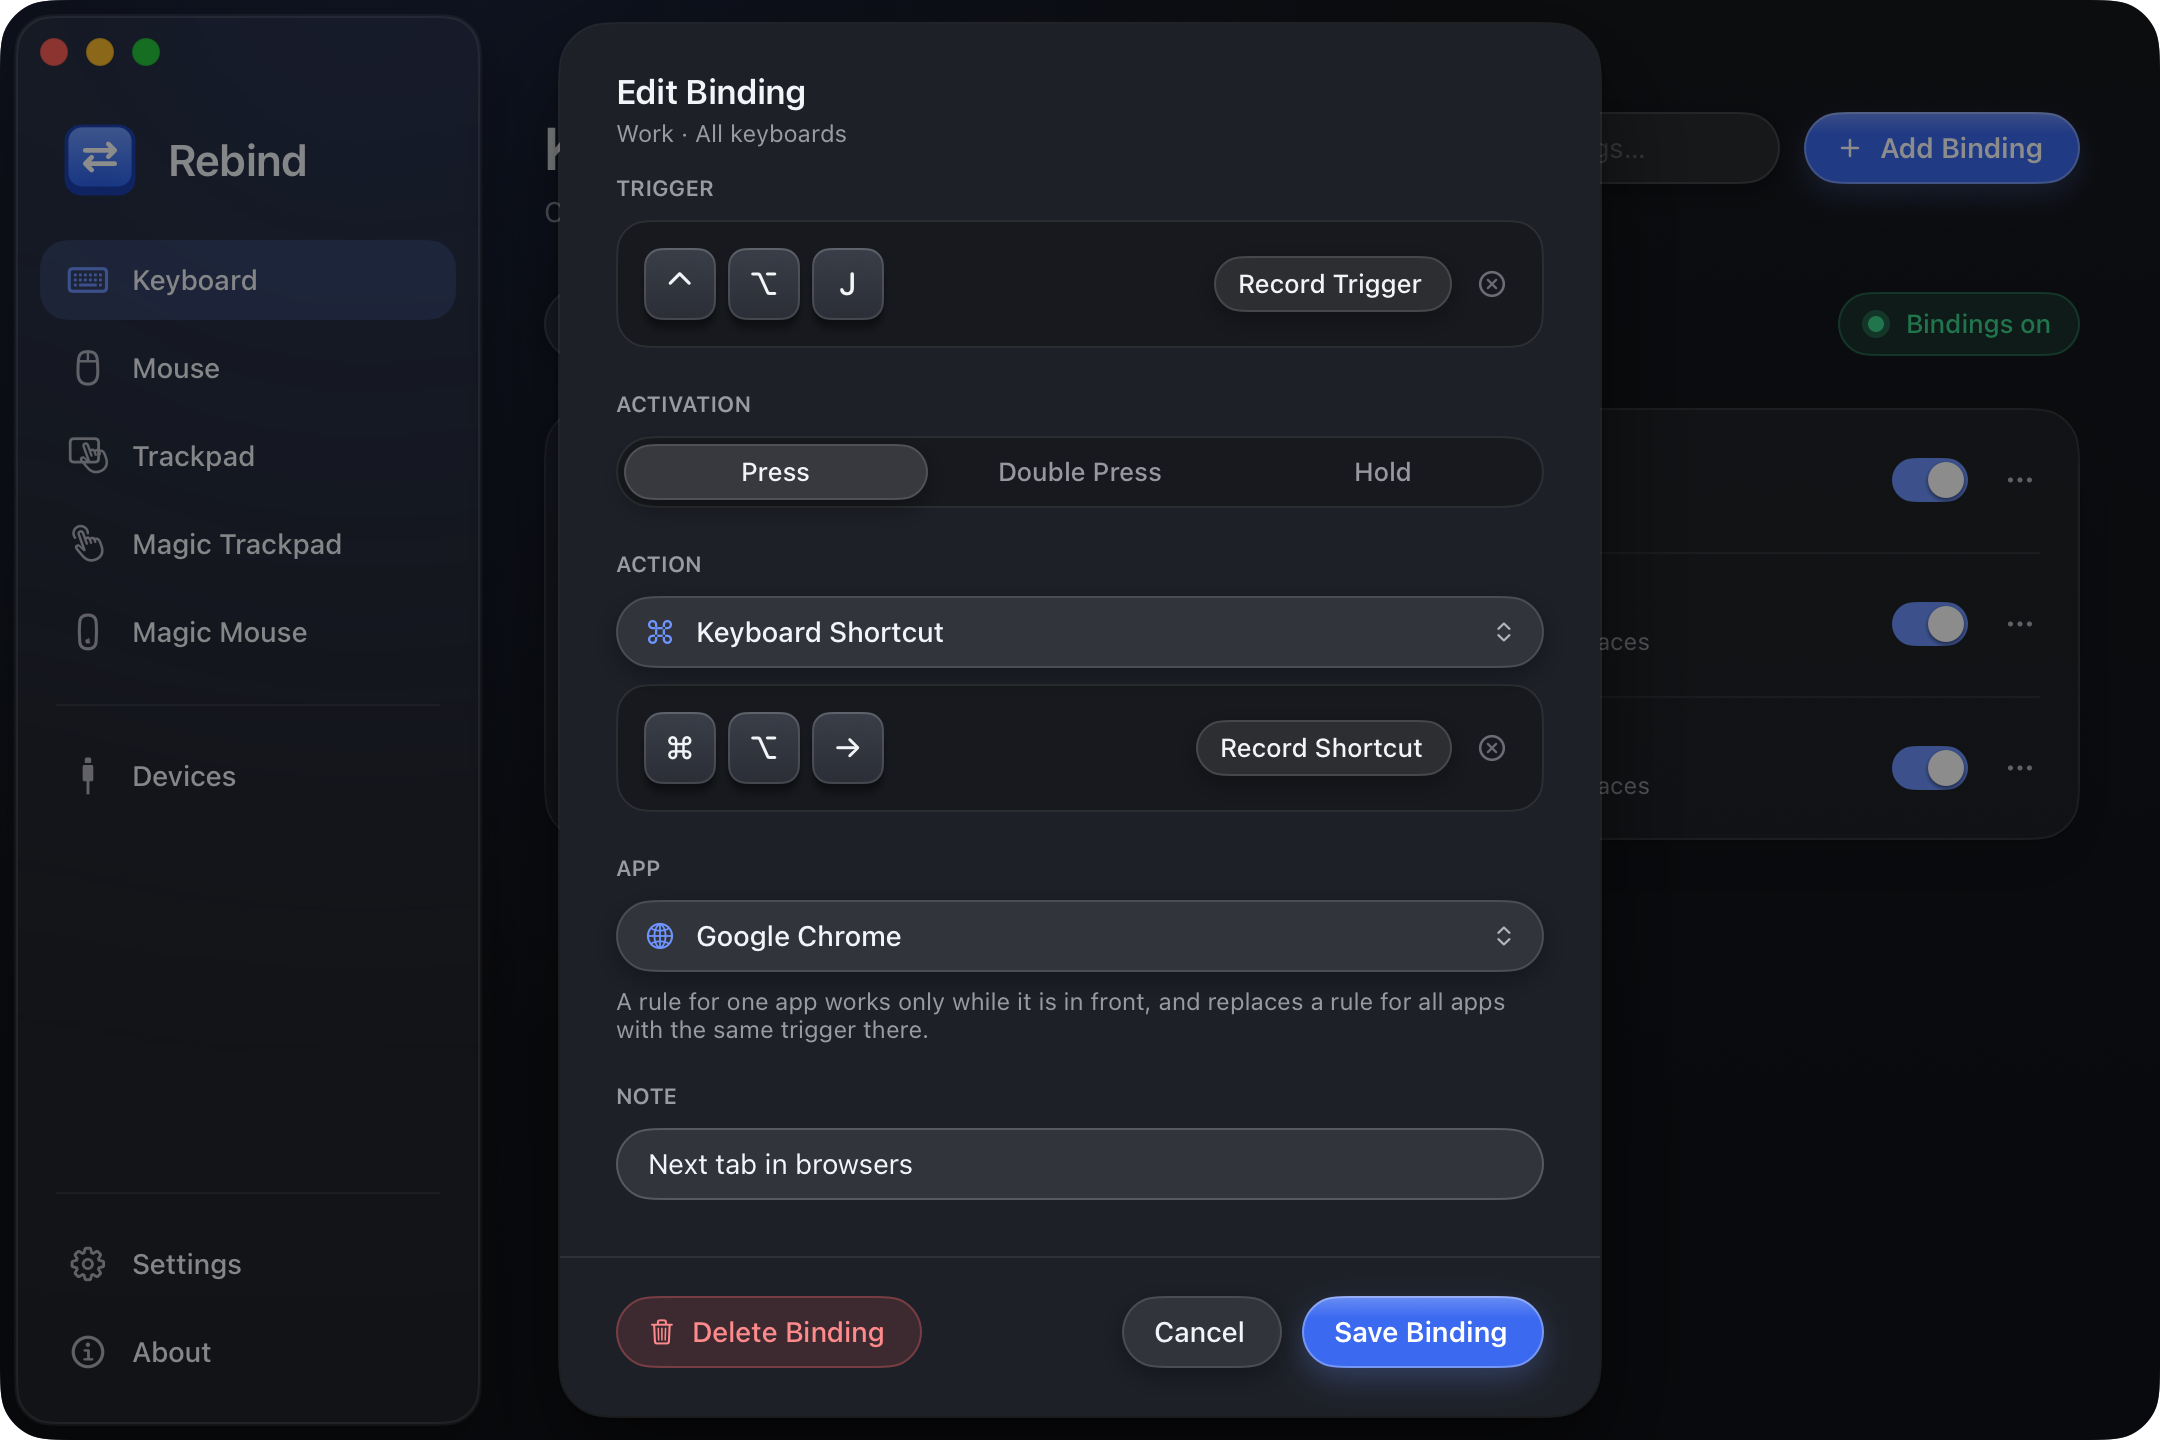 Rebind
Keyboard
Mouse
Trackpad
Magic Trackpad
Magic Mouse
Devices
Settings
About
Edit Binding
Work · All keyboards
TRIGGER
⌃ ⌥ J
Record Trigger
ACTIVATION
Press
Double Press
Hold
ACTION
Keyboard Shortcut
⌘ ⌥ →
Record Shortcut
APP
Google Chrome
A rule for one app works only while it is in front, and replaces a rule for all apps
with the same trigger there.
NOTE
Next tab in browsers
Delete Binding
Cancel
Save Binding
+ Add Binding
Bindings on